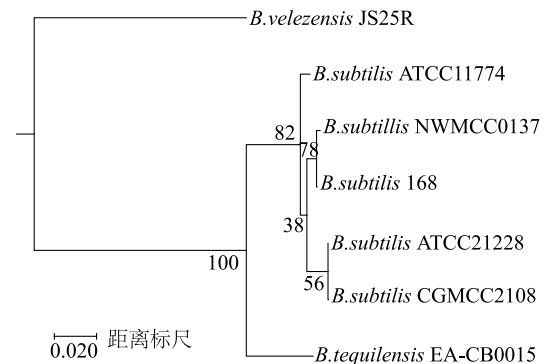 B.velezensis JS25R
B.subtilis ATCC11774
82
B.subtillis NWMCC0137
78
B.subtilis 168
38
B.subtilis ATCC21228
100
56
B.subtilis CGMCC2108
0.020 距离标尺
B.tequilensis EA-CB0015